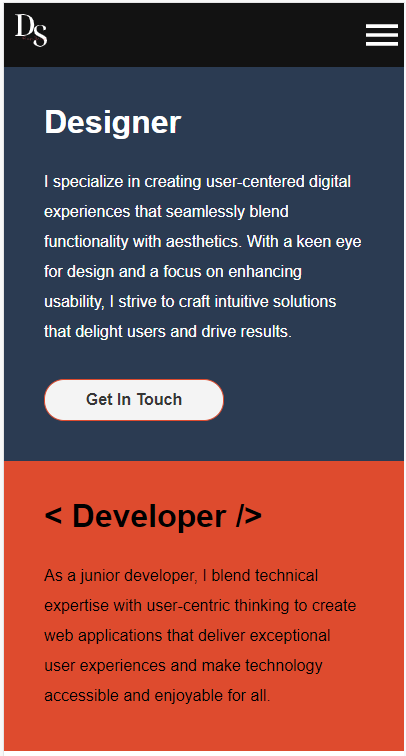 DS
Designer
I specialize in creating user-centered digital
experiences that seamlessly blend
functionality with aesthetics. With a keen eye
for design and a focus on enhancing
usability, I strive to craft intuitive solutions
that delight users and drive results.
Get In Touch
< Developer />
As a junior developer, I blend technical
expertise with user-centric thinking to create
web applications that deliver exceptional
user experiences and make technology
accessible and enjoyable for all.